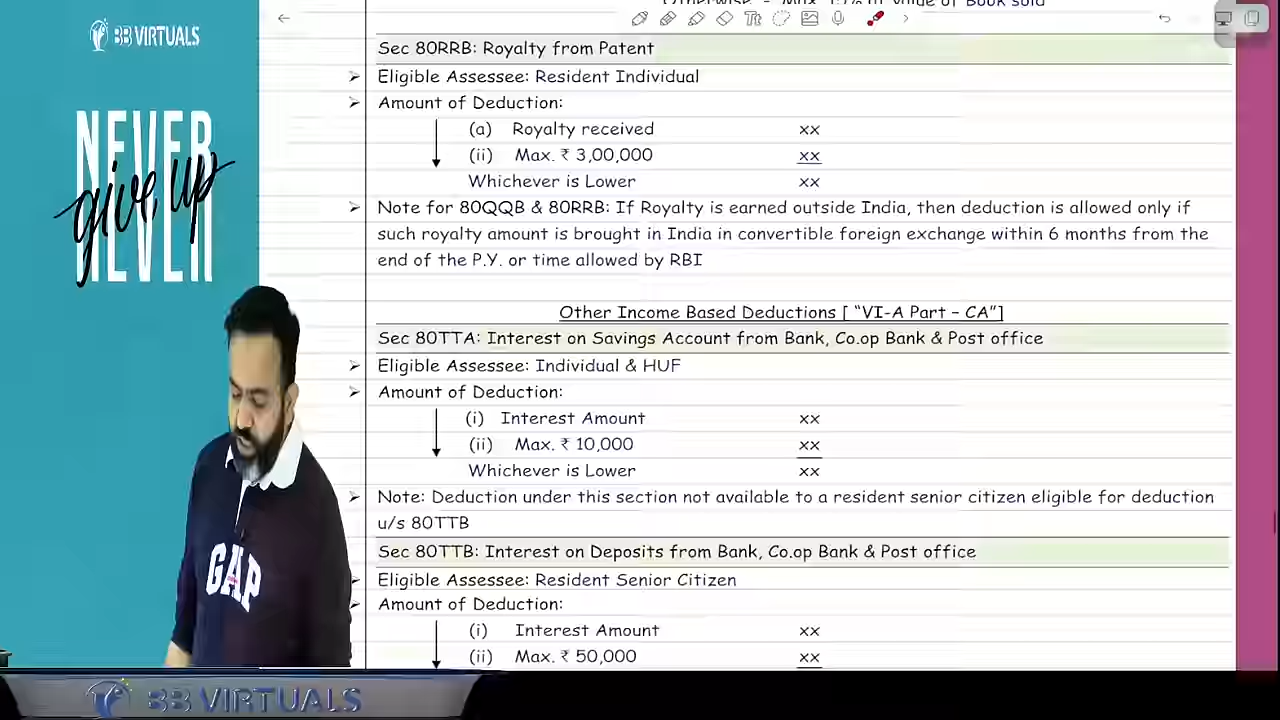 BB VIRTUALS
NEVER
give up
NEVER
GAP
Otherwise - Max. 15% of value of Book sold
Sec 80RRB: Royalty from Patent
➢ Eligible Assessee: Resident Individual
➢ Amount of Deduction:
(a) Royalty received xx
(ii) Max. ₹ 3,00,000 xx
Whichever is Lower xx
➢ Note for 80QQB & 80RRB: If Royalty is earned outside India, then deduction is allowed only if
such royalty amount is brought in India in convertible foreign exchange within 6 months from the
end of the P.Y. or time allowed by RBI
Other Income Based Deductions [ “VI-A Part – CA”]
Sec 80TTA: Interest on Savings Account from Bank, Co.op Bank & Post office
➢ Eligible Assessee: Individual & HUF
➢ Amount of Deduction:
(i) Interest Amount xx
(ii) Max. ₹ 10,000 xx
Whichever is Lower xx
➢ Note: Deduction under this section not available to a resident senior citizen eligible for deduction
u/s 80TTB
Sec 80TTB: Interest on Deposits from Bank, Co.op Bank & Post office
➢ Eligible Assessee: Resident Senior Citizen
➢ Amount of Deduction:
(i) Interest Amount xx
(ii) Max. ₹ 50,000 xx
BB VIRTUALS